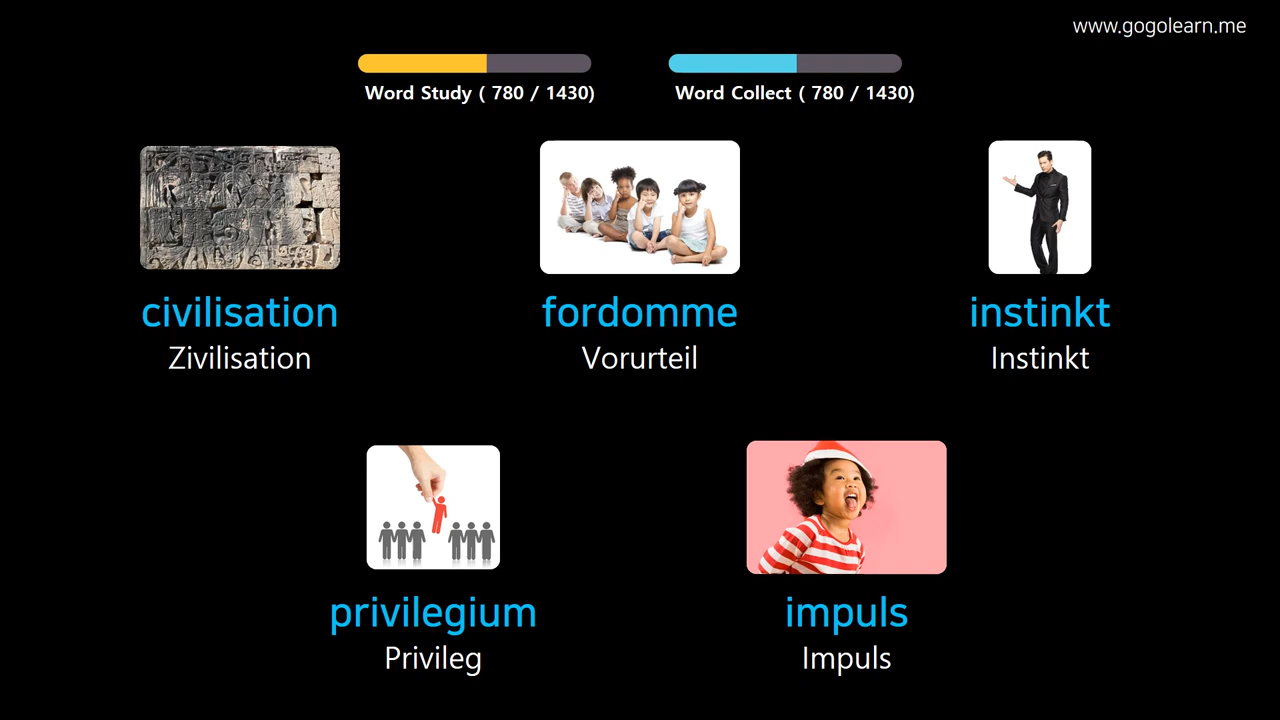 www.gogolearn.me
Word Study ( 780 / 1430)
Word Collect ( 780 / 1430)
civilisation
Zivilisation
fordomme
Vorurteil
instinkt
Instinkt
privilegium
Privileg
impuls
Impuls